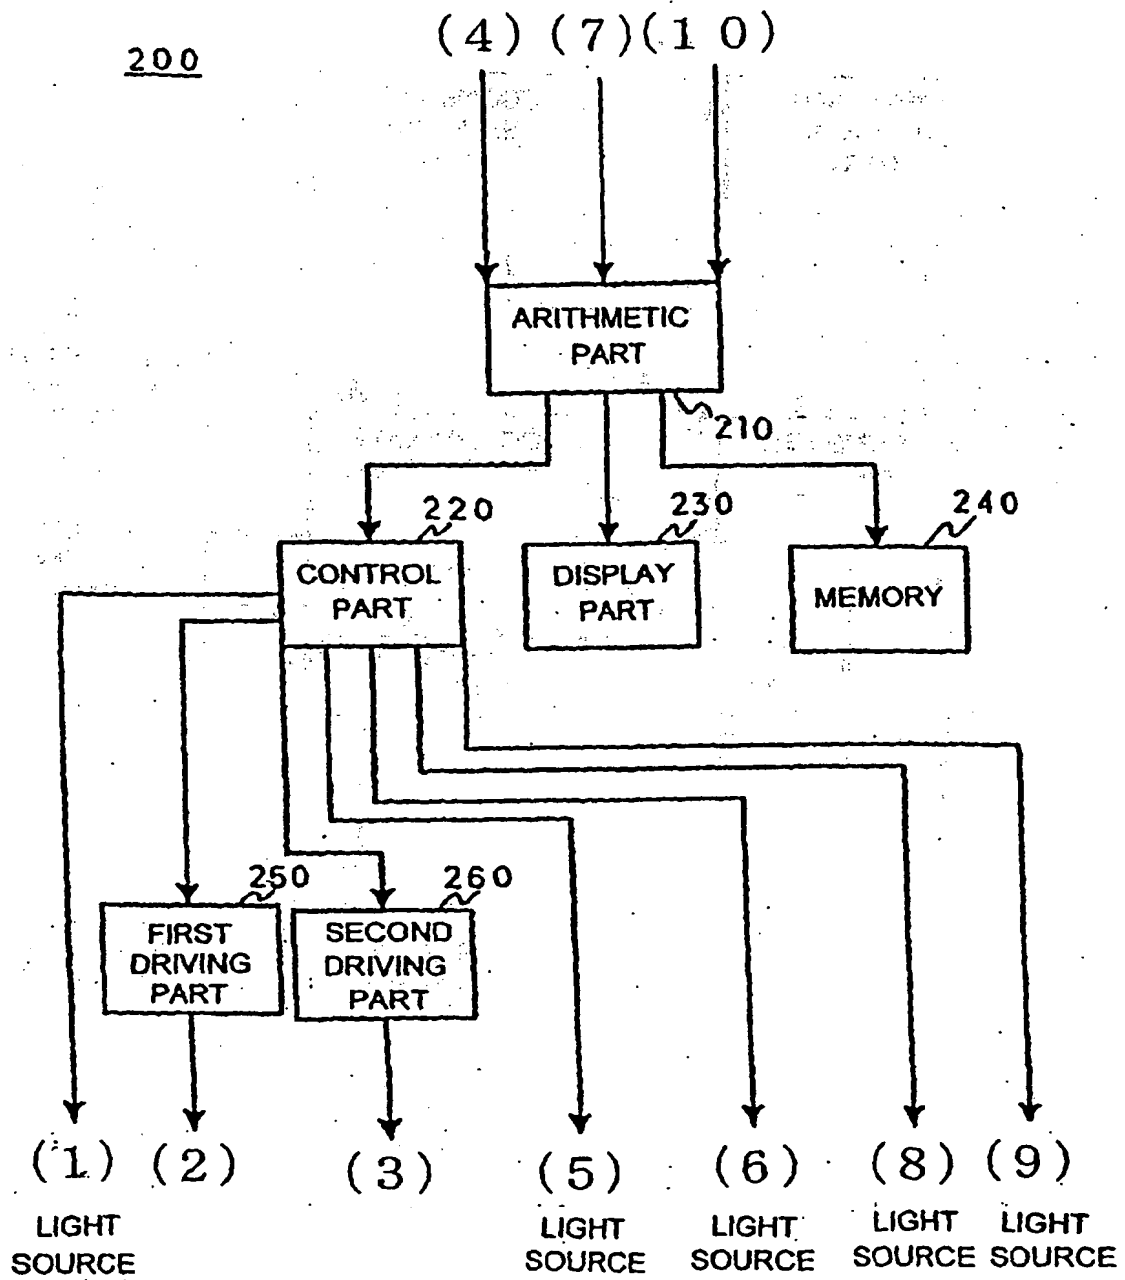 200
(4) (7) (10)
ARITHMETIC
PART
210
220
230
240
CONTROL
PART
DISPLAY
PART
MEMORY
250
260
FIRST
DRIVING
PART
SECOND
DRIVING
PART
(1) (2) (3) (5) (6) (8) (9)
LIGHT
SOURCE
LIGHT
SOURCE
LIGHT
SOURCE
LIGHT
SOURCE
LIGHT
SOURCE